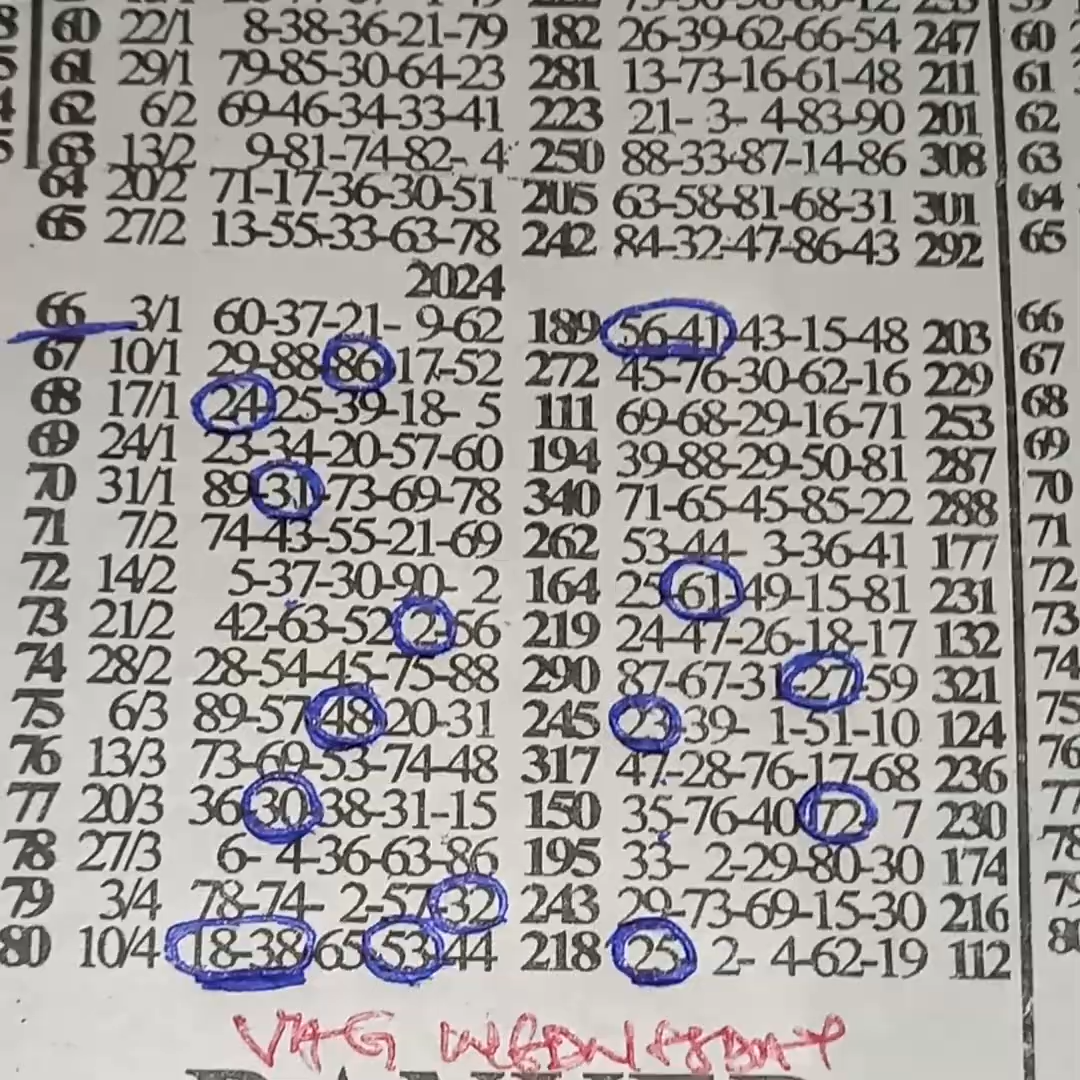 60 22/1 8-38-36-21-79 182 26-39-62-66-54 247 60
61 29/1 79-85-30-64-23 281 13-73-16-61-48 211 61
62 6/2 69-46-34-33-41 223 21- 3- 4-83-90 201 62
63 13/2 9-81-74-82- 4 250 88-33-87-14-86 308 63
64 20/2 71-17-36-30-51 205 63-58-81-68-31 301 64
65 27/2 13-55-33-63-78 242 84-32-47-86-43 292 65
2024
66 3/1 60-37-21- 9-62 189 56-41-43-15-48 203 66
67 10/1 29-88-86-17-52 272 45-76-30-62-16 229 67
68 17/1 24-25-39-18- 5 111 69-68-29-16-71 253 68
69 24/1 23-34-20-57-60 194 39-88-29-50-81 287 69
70 31/1 89-31-73-69-78 340 71-65-45-85-22 288 70
71 7/2 74-43-55-21-69 262 53-44- 3-36-41 177 71
72 14/2 5-37-30-90- 2 164 25-61-49-15-81 231 72
73 21/2 42-63-52- 2-56 219 24-47-26-18-17 132 73
74 28/2 28-54-45-75-88 290 87-67-31-27-59 321 74
75 6/3 89-57-48-20-31 245 23-39- 1-51-10 124 75
76 13/3 73-69-53-74-48 317 47-28-76-17-68 236 76
77 20/3 36-30-38-31-15 150 35-76-40-72- 7 230 77
78 27/3 6- 4-36-63-86 195 33- 2-29-80-30 174 78
79 3/4 78-74- 2-57-32 243 29-73-69-15-30 216 79
80 10/4 18-38-65-53-44 218 25- 2- 4-62-19 112
VAG WEDNESDAY